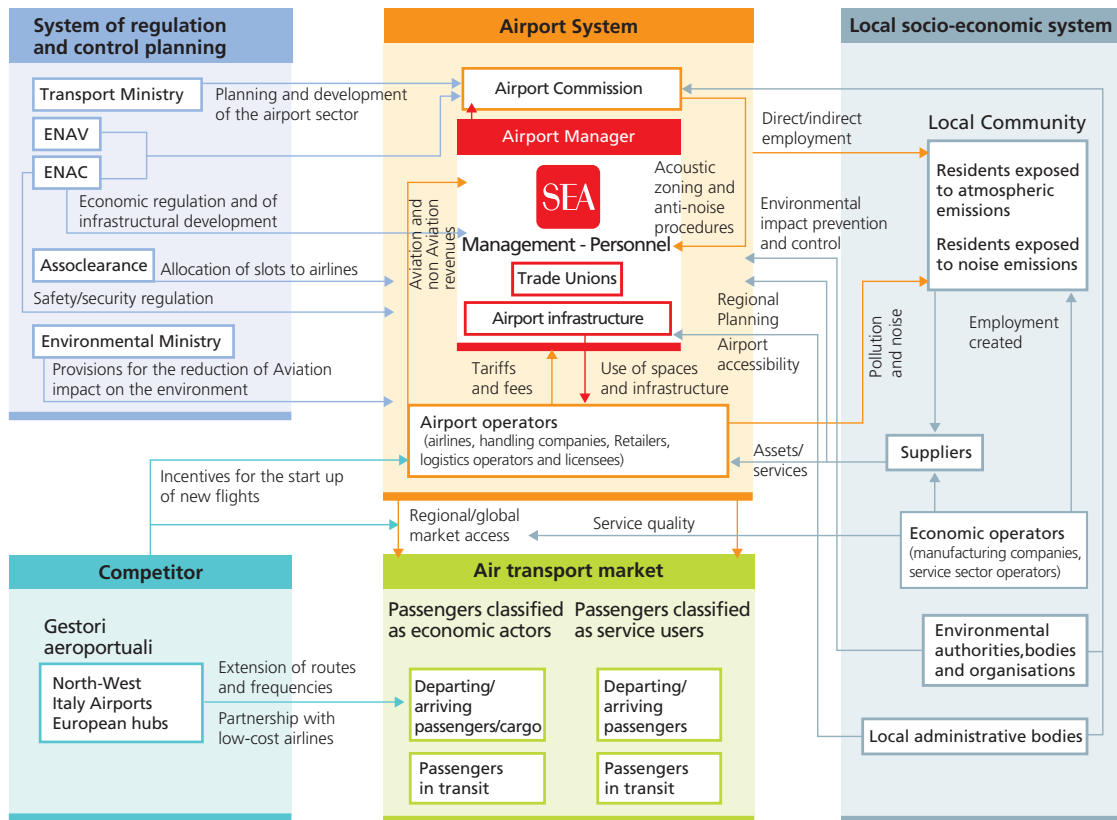 System of regulation
and control planning
Transport Ministry
Planning and development
of the airport sector
ENAV
ENAC
Economic regulation and of
infrastructural development
Assoclearance
Allocation of slots to airlines
Safety/security regulation
Environmental Ministry
Provisions for the reduction of Aviation
impact on the environment
Airport System
Airport Commission
Airport Manager
SEA
Management - Personnel
Trade Unions
Airport infrastructure
Aviation and
non Aviation
revenues
Acoustic
zoning and
anti-noise
procedures
Tariffs
and fees
Use of spaces
and infrastructure
Airport operators
(airlines, handling companies, Retailers,
logistics operators and licensees)
Direct/indirect
employment
Environmental
impact prevention
and control
Regional
Planning
Airport
accessibility
Assets/
services
Pollution
and noise
Local socio-economic system
Local Community
Residents exposed
to atmospheric
emissions
Residents exposed
to noise emissions
Employment
created
Suppliers
Economic operators
(manufacturing companies,
service sector operators)
Environmental
authorities,bodies
and organisations
Local administrative bodies
Incentives for the start up
of new flights
Regional/global
market access
Service quality
Competitor
Gestori
aeroportuali
North-West
Italy Airports
European hubs
Extension of routes
and frequencies
Partnership with
low-cost airlines
Air transport market
Passengers classified
as economic actors
Passengers classified
as service users
Departing/
arriving
passengers/cargo
Departing/
arriving
passengers
Passengers
in transit
Passengers
in transit